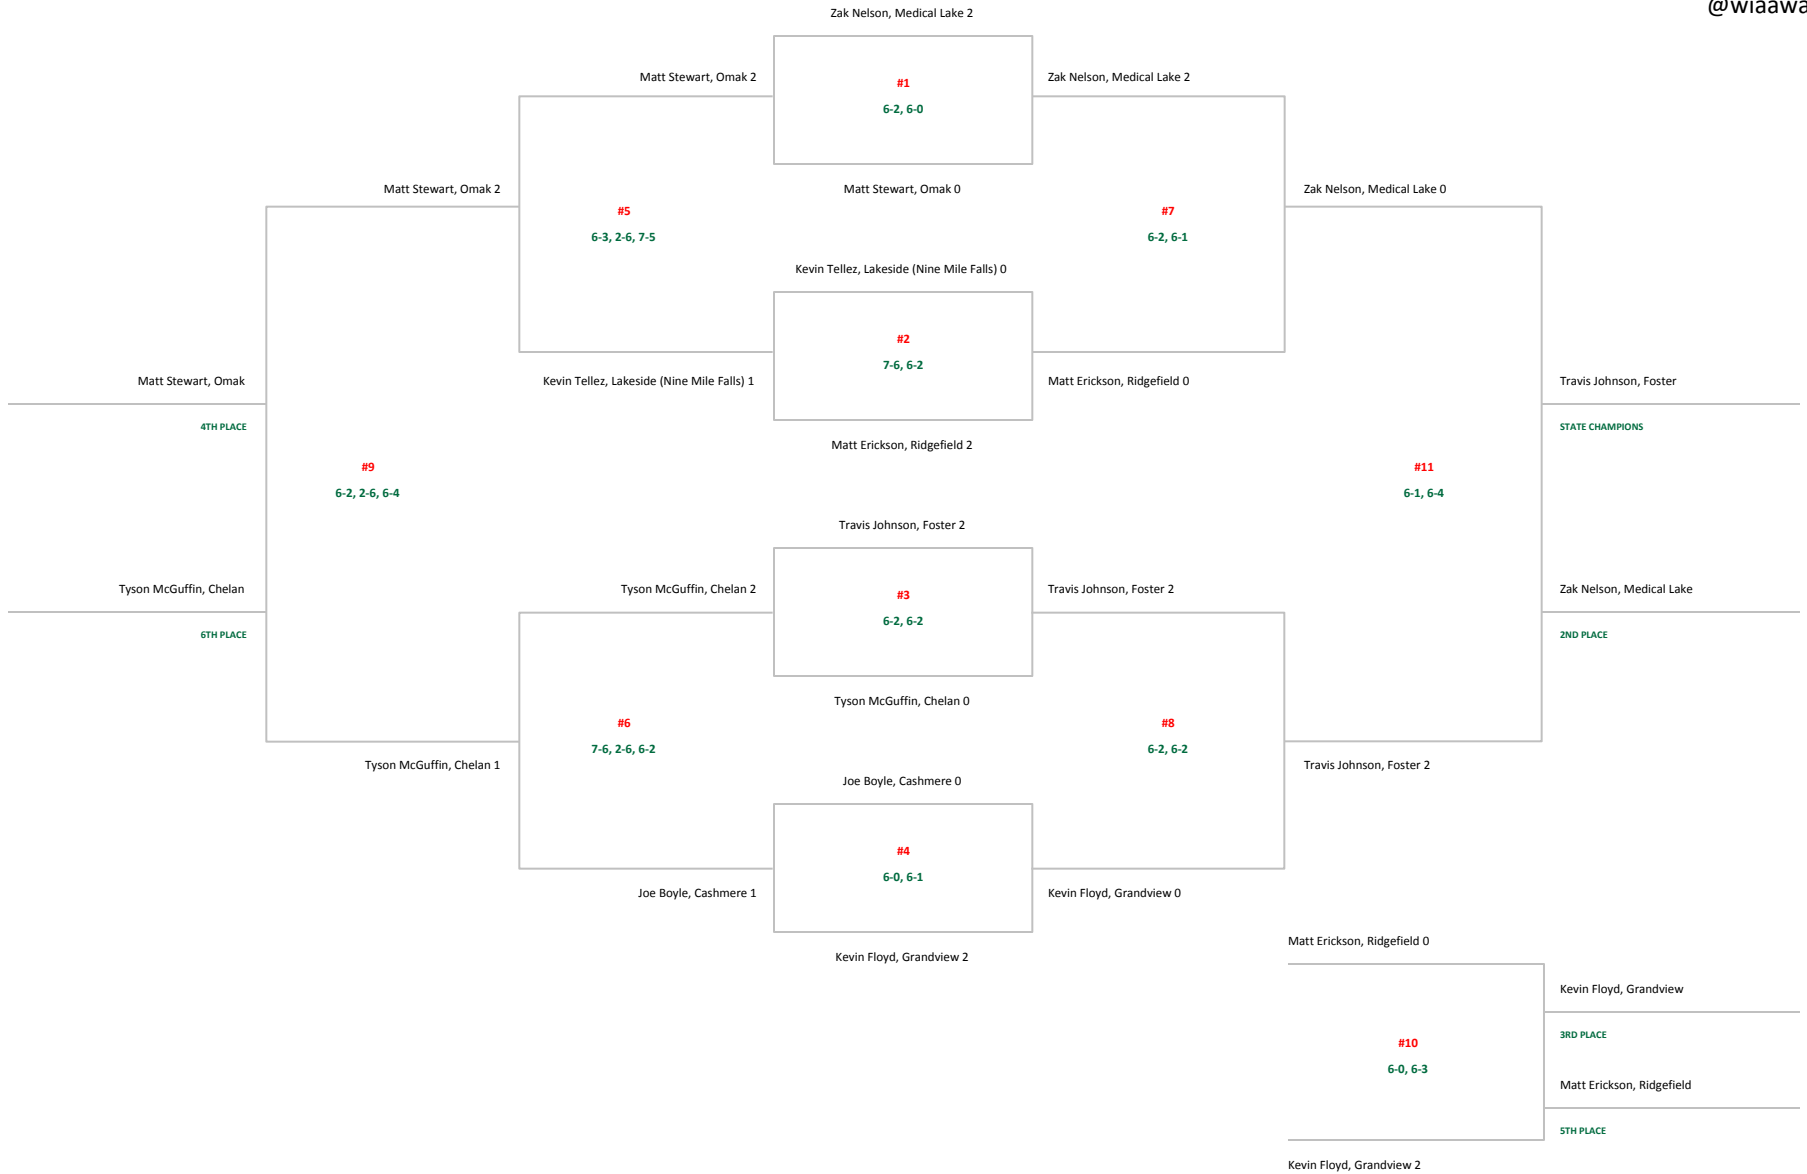 @wiaawa
Zak Nelson, Medical Lake 2
Matt Stewart, Omak 2
#1
Zak Nelson, Medical Lake 2
6-2, 6-0
Matt Stewart, Omak 2
Matt Stewart, Omak 0
Zak Nelson, Medical Lake 0
#5
#7
6-3, 2-6, 7-5
6-2, 6-1
Kevin Tellez, Lakeside (Nine Mile Falls) 0
#2
7-6, 6-2
Matt Stewart, Omak
Kevin Tellez, Lakeside (Nine Mile Falls) 1
Matt Erickson, Ridgefield 0
Travis Johnson, Foster
4TH PLACE
STATE CHAMPIONS
Matt Erickson, Ridgefield 2
#9
#11
6-2, 2-6, 6-4
6-1, 6-4
Travis Johnson, Foster 2
Tyson McGuffin, Chelan
Tyson McGuffin, Chelan 2
#3
Travis Johnson, Foster 2
Zak Nelson, Medical Lake
6-2, 6-2
6TH PLACE
2ND PLACE
Tyson McGuffin, Chelan 0
#6
#8
7-6, 2-6, 6-2
6-2, 6-2
Tyson McGuffin, Chelan 1
Travis Johnson, Foster 2
Joe Boyle, Cashmere 0
#4
6-0, 6-1
Joe Boyle, Cashmere 1
Kevin Floyd, Grandview 0
Matt Erickson, Ridgefield 0
Kevin Floyd, Grandview 2
Kevin Floyd, Grandview
3RD PLACE
#10
6-0, 6-3
Matt Erickson, Ridgefield
5TH PLACE
Kevin Floyd, Grandview 2